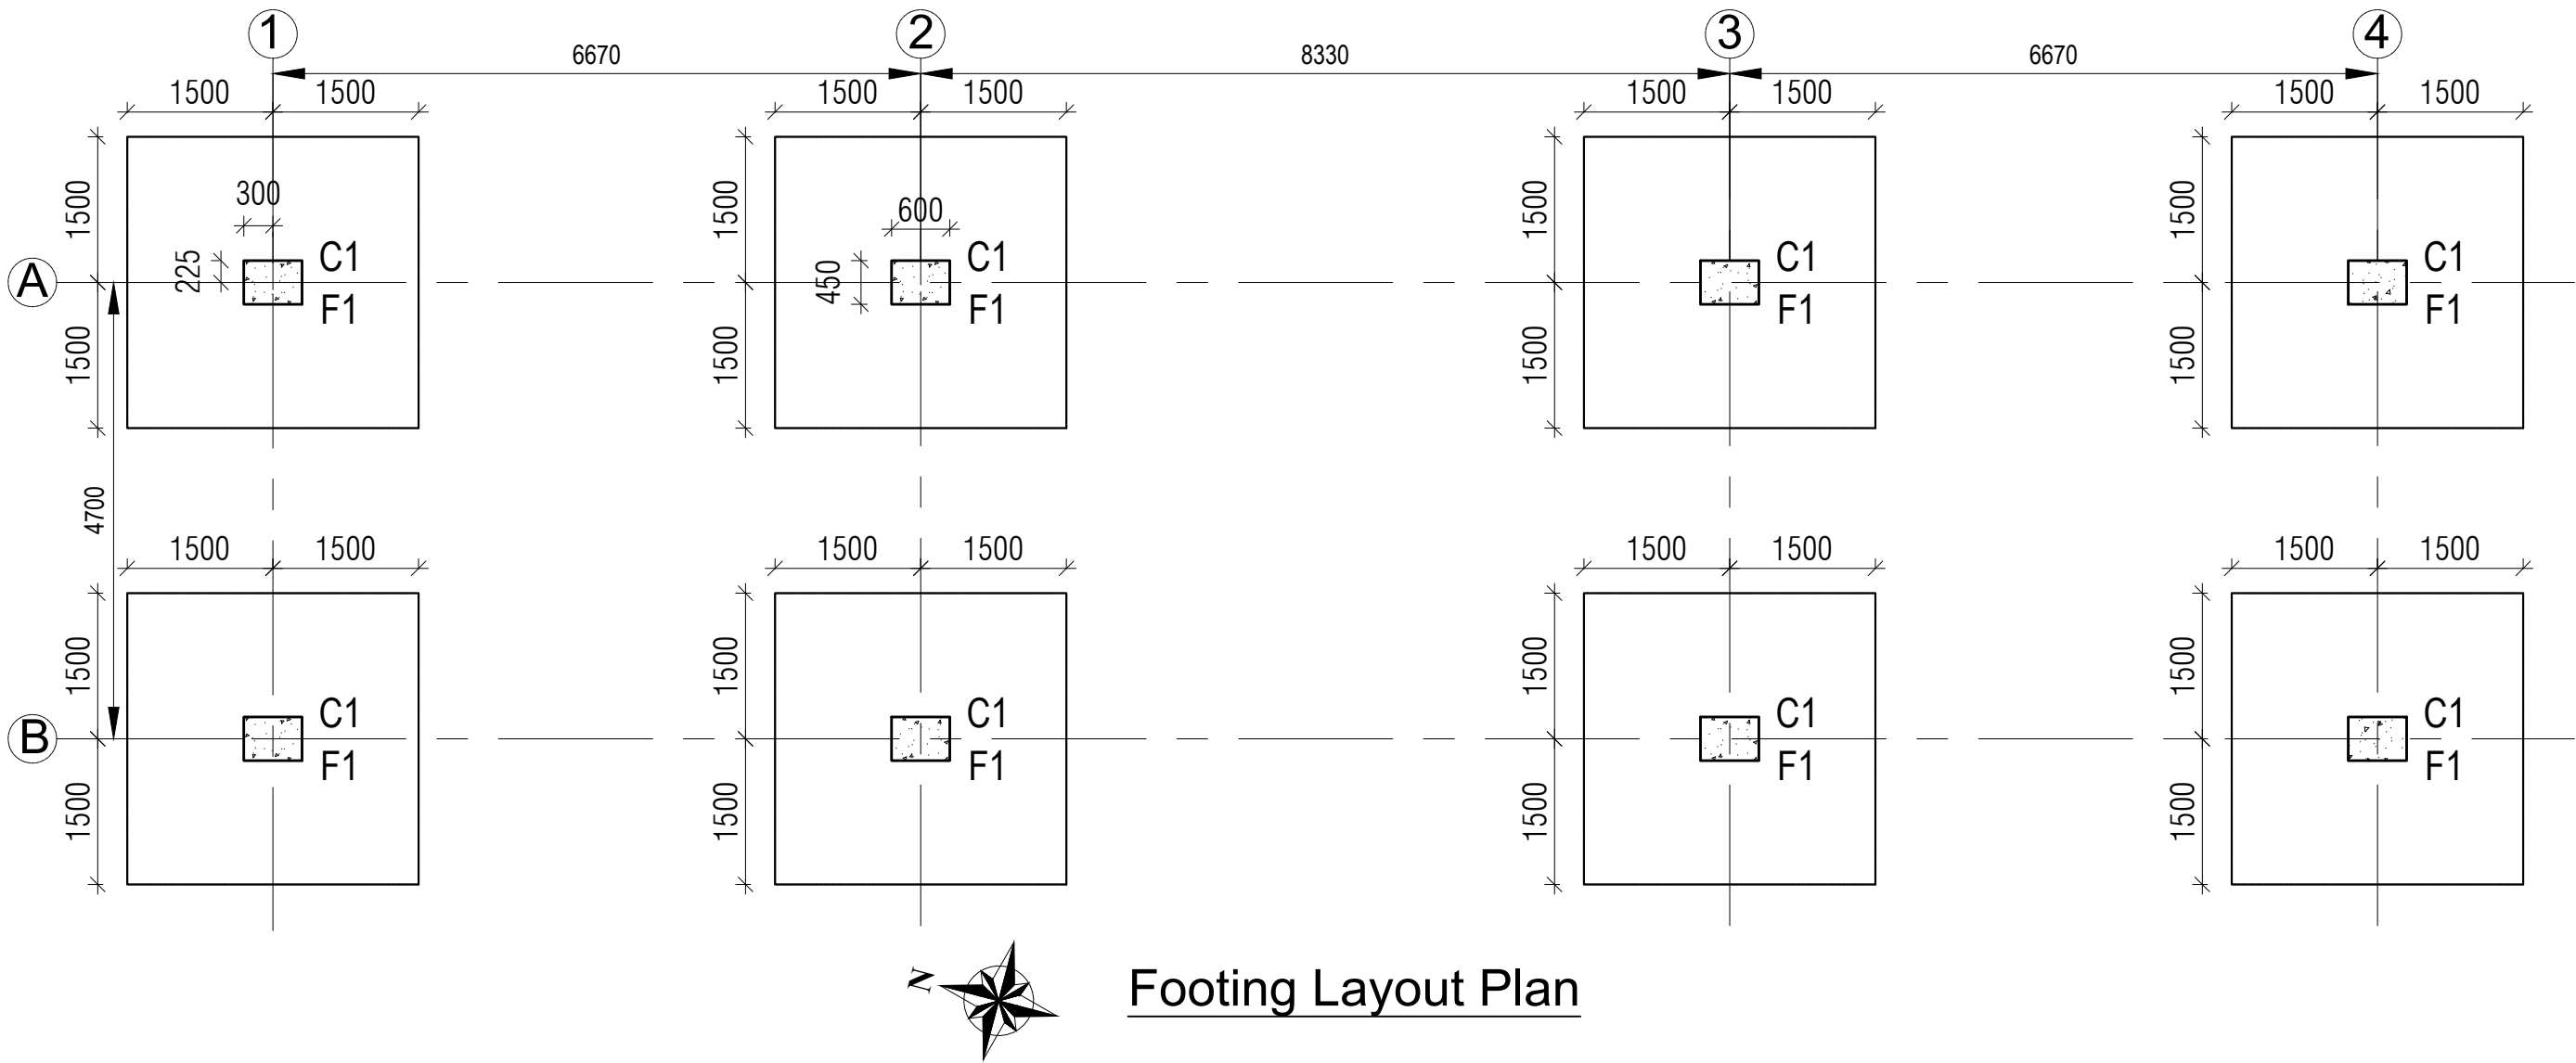 1 2 3 4
6670 8330 6670
1500 1500 1500 1500 1500 1500 1500 1500
1500 1500 1500 1500
300
600
225 C1 450 C1 C1 C1
A
F1 F1 F1 F1
1500 1500 1500 1500
4700
1500 1500 1500 1500 1500 1500 1500 1500
1500 1500 1500 1500
C1 C1 C1 C1
B
F1 F1 F1 F1
1500 1500 1500 1500
N
Footing Layout Plan